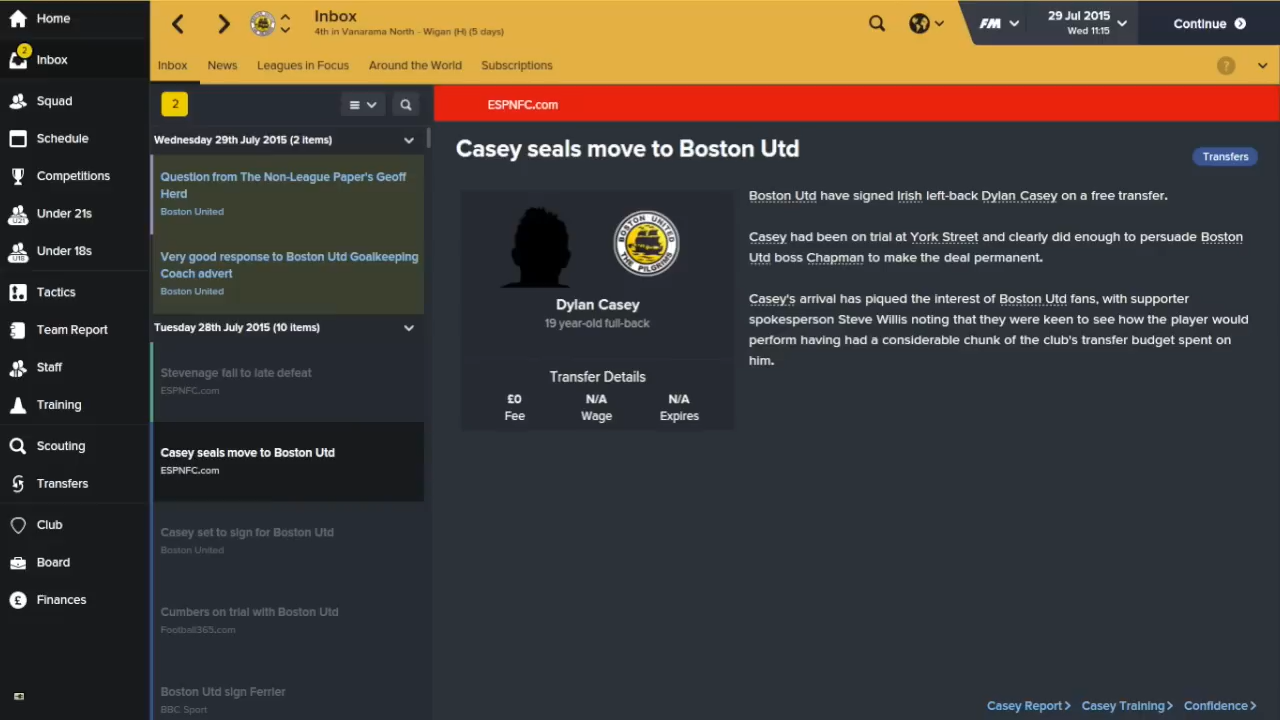 Home
2
Inbox
Squad
Schedule
Competitions
U21
Under 21s
U18
Under 18s
Tactics
Team Report
Staff
Training
Scouting
Transfers
Club
Board
£
Finances
Inbox
4th in Vanarama North - Wigan (H) (5 days)
FM
29 Jul 2015
Wed 11:15
Continue
Inbox
News
Leagues in Focus
Around the World
Subscriptions
?
2
Wednesday 29th July 2015 (2 items)
Question from The Non-League Paper's Geoff
Herd
Boston United
Very good response to Boston Utd Goalkeeping
Coach advert
Boston United
Tuesday 28th July 2015 (10 items)
Stevenage fall to late defeat
ESPNFC.com
Casey seals move to Boston Utd
ESPNFC.com
Casey set to sign for Boston Utd
Boston United
Cumbers on trial with Boston Utd
Football365.com
Boston Utd sign Ferrier
BBC Sport
ESPNFC.com
Casey seals move to Boston Utd
Transfers
BOSTON UNITED
THE PILGRIMS
Dylan Casey
19 year-old full-back
Transfer Details
£0 N/A N/A
Fee Wage Expires
Boston Utd have signed Irish left-back Dylan Casey on a free transfer.
Casey had been on trial at York Street and clearly did enough to persuade Boston
Utd boss Chapman to make the deal permanent.
Casey's arrival has piqued the interest of Boston Utd fans, with supporter
spokesperson Steve Willis noting that they were keen to see how the player would
perform having had a considerable chunk of the club's transfer budget spent on
him.
Casey Report>
Casey Training>
Confidence>